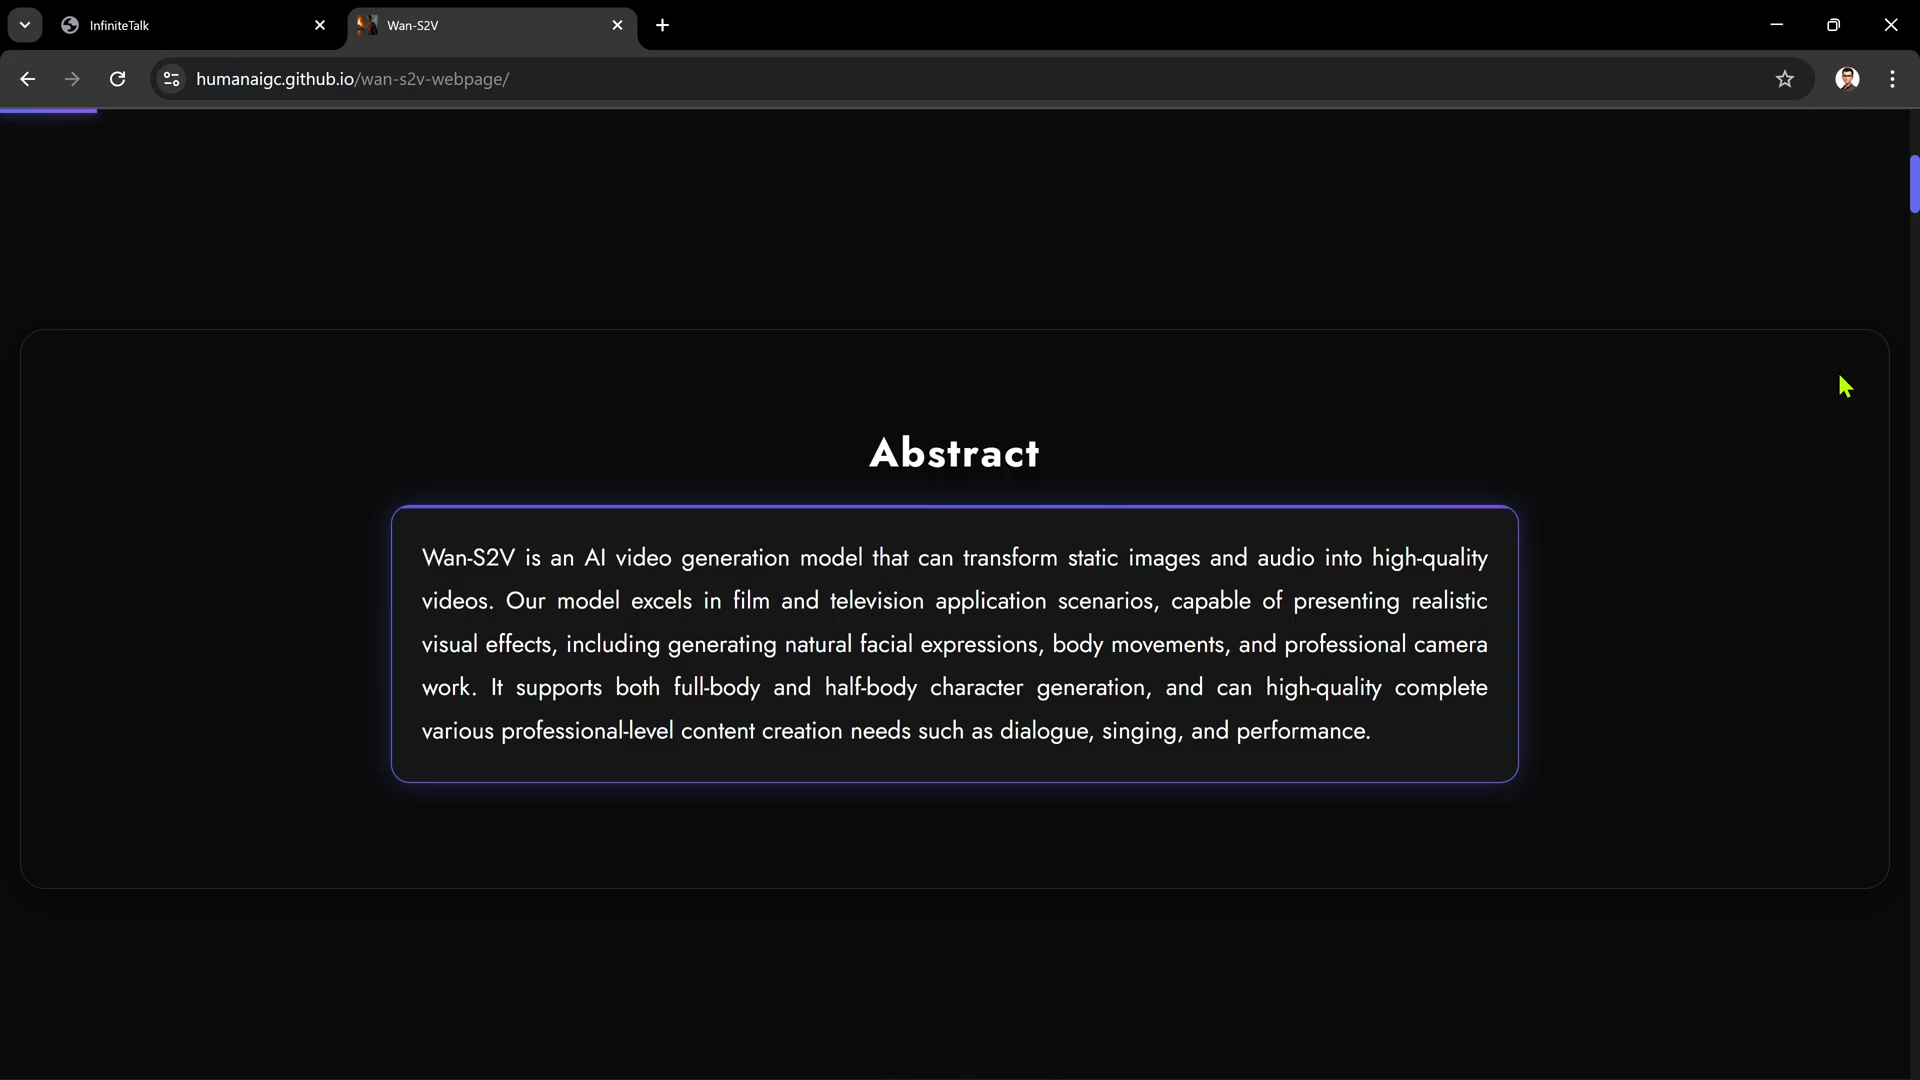 InfiniteTalk
Wan-S2V
humanaigc.github.io/wan-s2v-webpage/
Abstract
Wan-S2V is an AI video generation model that can transform static images and audio into high-quality
videos. Our model excels in film and television application scenarios, capable of presenting realistic
visual effects, including generating natural facial expressions, body movements, and professional camera
work. It supports both full-body and half-body character generation, and can high-quality complete
various professional-level content creation needs such as dialogue, singing, and performance.